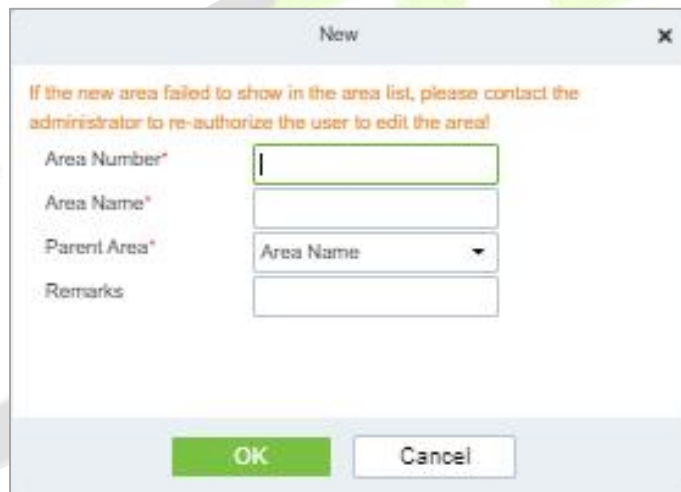 New
If the new area failed to show in the area list, please contact the
administrator to re-authorize the user to edit the area!
Area Number*
Area Name*
Parent Area* Area Name
Remarks
OK Cancel